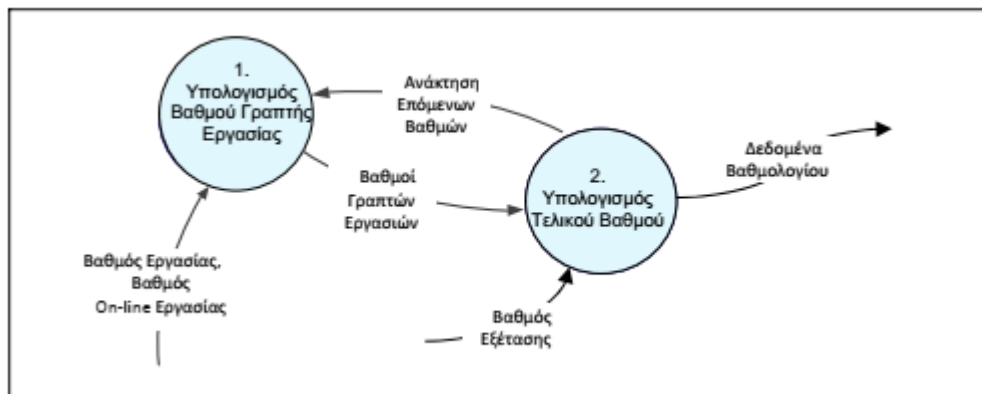 1.
Υπολογισμός
Βαθμού Γραπτής
Εργασίας
Ανάκτηση
Επόμενων
Βαθμών
Βαθμοί
Γραπτών
Εργασιών
2.
Υπολογισμός
Τελικού Βαθμού
Δεδομένα
Βαθμολογίου
Βαθμός Εργασίας,
Βαθμός
On-line Εργασίας
Βαθμός
Εξέτασης